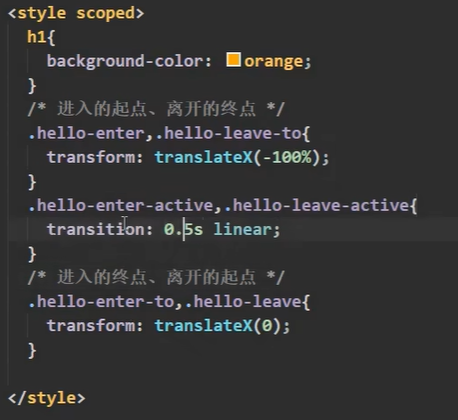 <style scoped>
h1{
background-color: orange;
}
/* 进入的起点、离开的终点 */
.hello-enter,.hello-leave-to{
transform: translateX(-100%);
}
.hello-enter-active,.hello-leave-active{
transition: 0.5s linear;
}
/* 进入的终点、离开的起点 */
.hello-enter-to,.hello-leave{
transform: translateX(0);
}
</style>